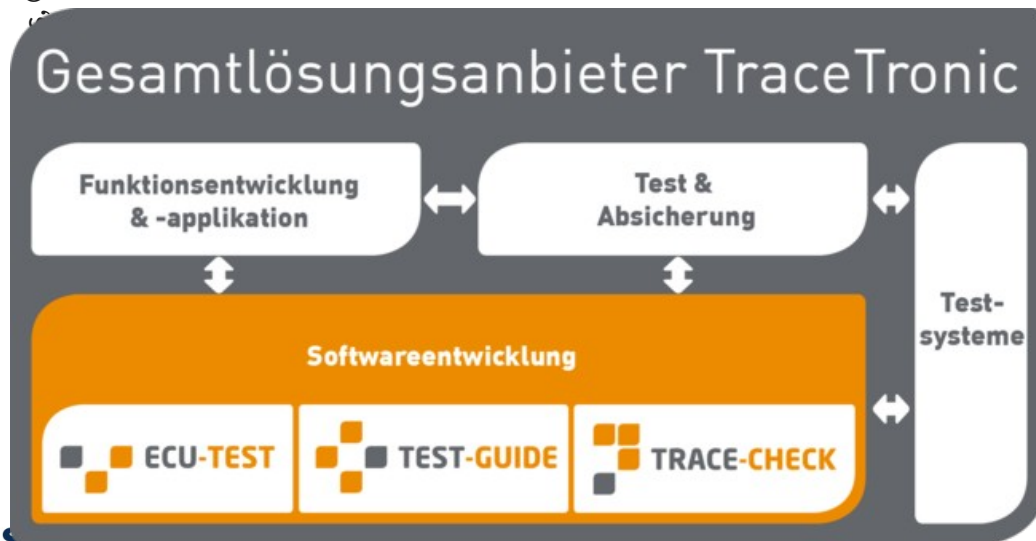 Gesamtlösungsanbieter TraceTronic
Funktionsentwicklung
& -applikation
Test &
Absicherung
Test-
systeme
Softwareentwicklung
ECU-TEST
TEST-GUIDE
TRACE-CHECK